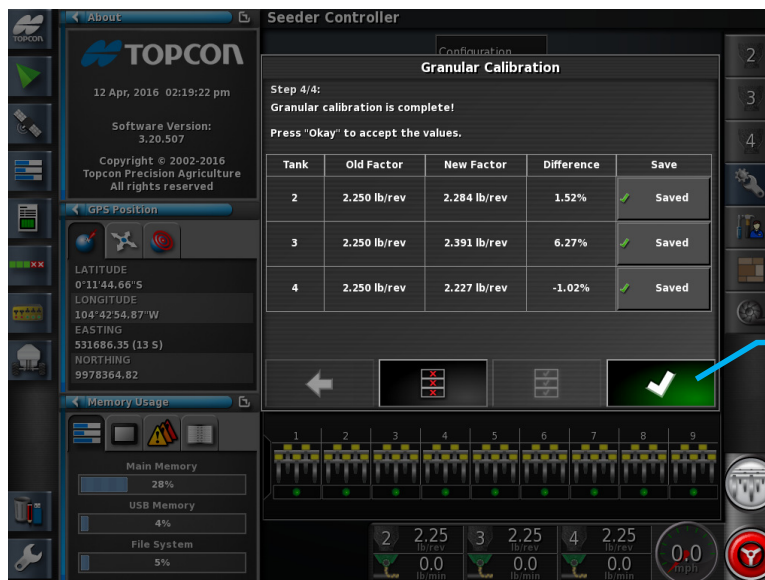 TOPCON
About
TOPCON
12 Apr, 2016 02:19:22 pm
Software Version:
3.20.507
Copyright © 2002-2016
Topcon Precision Agriculture
All rights reserved
GPS Position
LATITUDE
0°11'44.66"S
LONGITUDE
104°42'54.87"W
EASTING
531686.35 (13 S)
NORTHING
9978364.82
Memory Usage
Main Memory
28%
USB Memory
4%
File System
5%
Seeder Controller
Configuration
Granular Calibration
Step 4/4:
Granular calibration is complete!
Press "Okay" to accept the values.
Tank Old Factor New Factor Difference Save
2 2.250 lb/rev 2.284 lb/rev 1.52% Saved
3 2.250 lb/rev 2.391 lb/rev 6.27% Saved
4 2.250 lb/rev 2.227 lb/rev -1.02% Saved
1 2 3 4 5 6 7 8 9
2 2.25 3 2.25 4 2.25
lb/rev lb/rev lb/rev
0.0 0.0 0.0
lb/min lb/min lb/min
0.0
mph
2
3
4